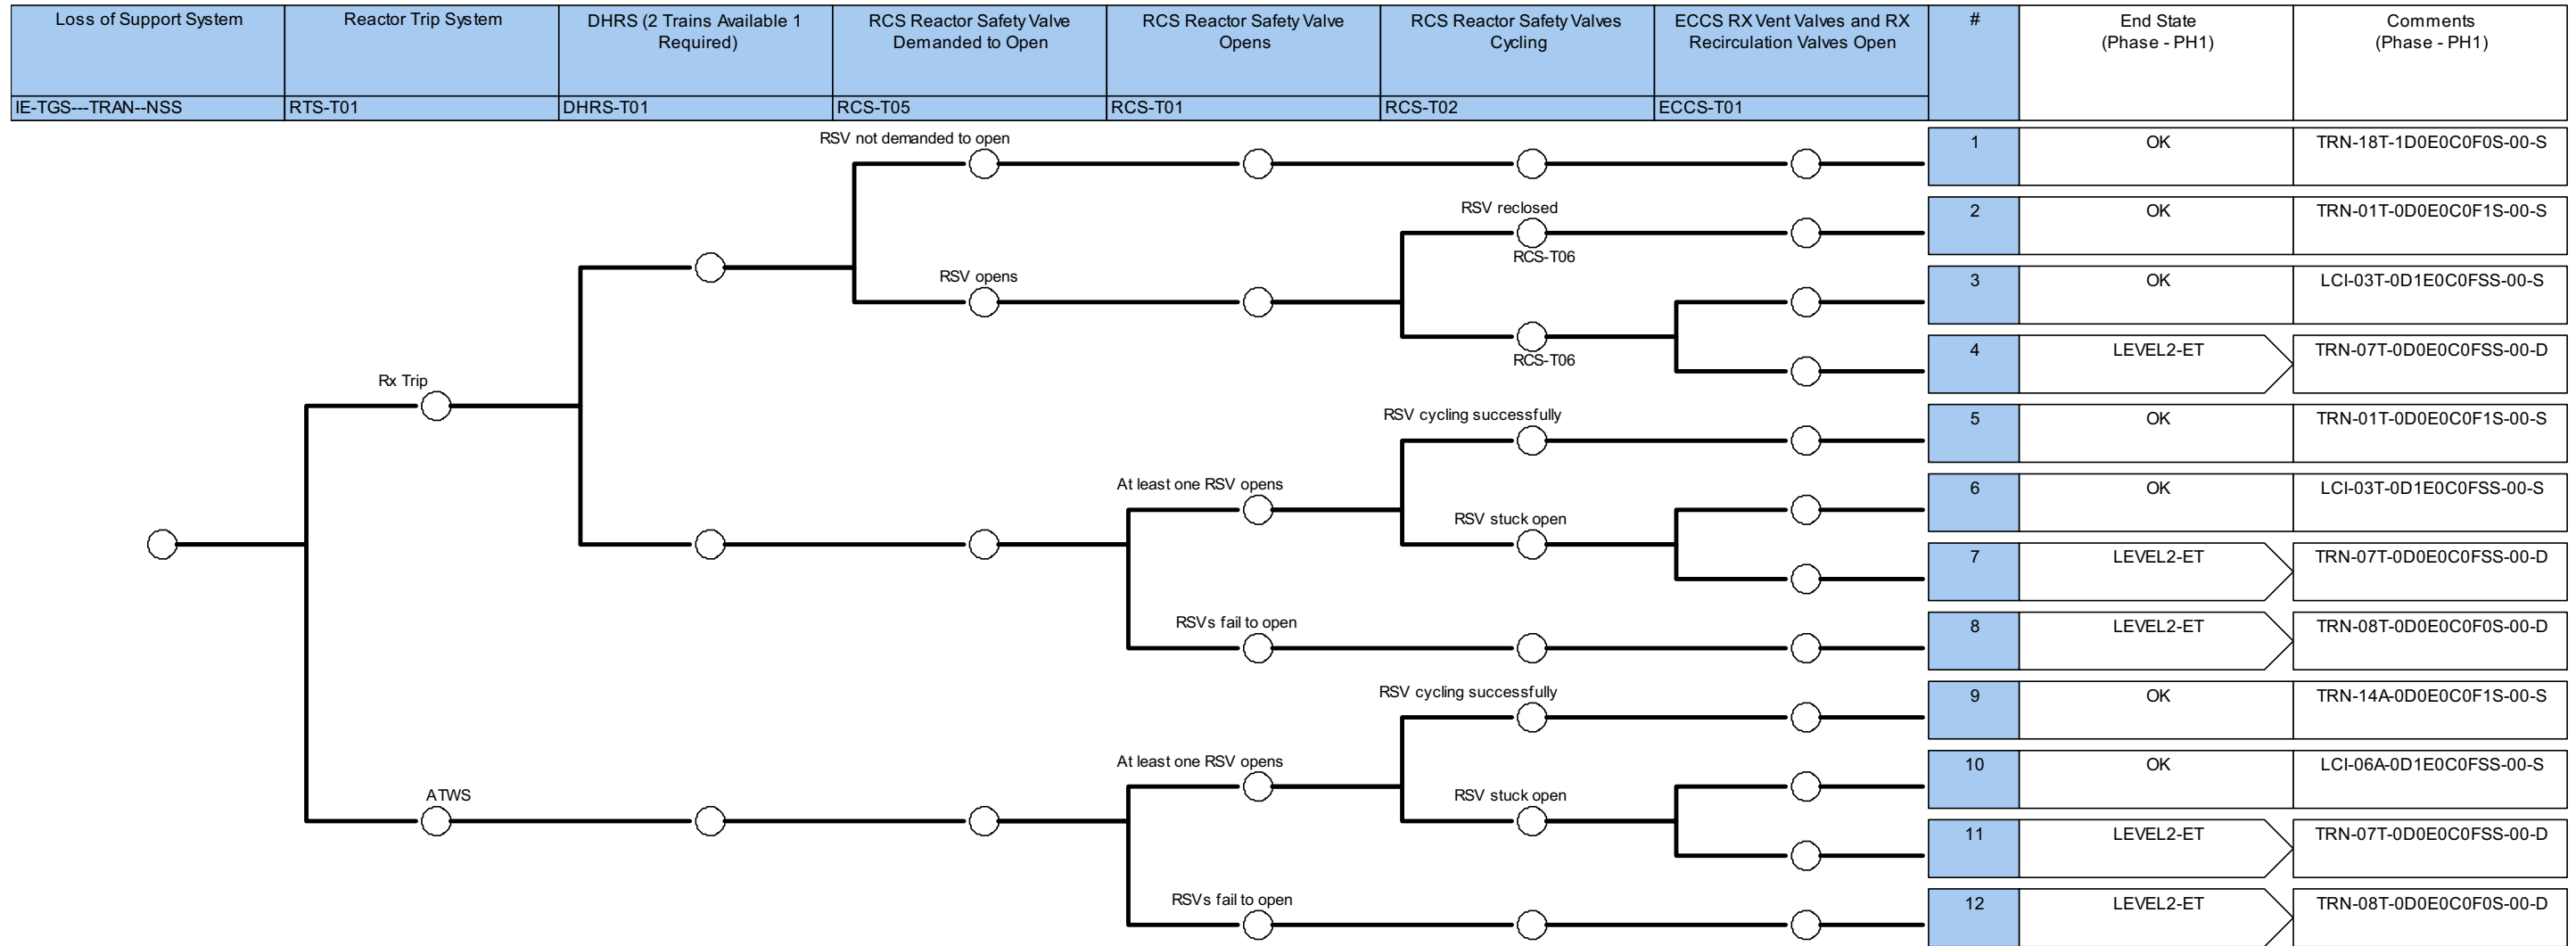 Loss of Support System
Reactor Trip System
DHRS (2 Trains Available 1
Required)
RCS Reactor Safety Valve
Demanded to Open
RCS Reactor Safety Valve
Opens
RCS Reactor Safety Valves
Cycling
ECCS RX Vent Valves and RX
Recirculation Valves Open
#
End State
(Phase - PH1)
Comments
(Phase - PH1)
IE-TGS---TRAN--NSS
RTS-T01
DHRS-T01
RCS-T05
RCS-T01
RCS-T02
ECCS-T01
RSV not demanded to open
1
OK
TRN-18T-1D0E0C0F0S-00-S
RSV reclosed
RCS-T06
2
OK
TRN-01T-0D0E0C0F1S-00-S
RSV opens
3
OK
LCI-03T-0D1E0C0FSS-00-S
RCS-T06
4
LEVEL2-ET
TRN-07T-0D0E0C0FSS-00-D
Rx Trip
RSV cycling successfully
5
OK
TRN-01T-0D0E0C0F1S-00-S
At least one RSV opens
6
OK
LCI-03T-0D1E0C0FSS-00-S
RSV stuck open
7
LEVEL2-ET
TRN-07T-0D0E0C0FSS-00-D
RSVs fail to open
8
LEVEL2-ET
TRN-08T-0D0E0C0F0S-00-D
RSV cycling successfully
9
OK
TRN-14A-0D0E0C0F1S-00-S
At least one RSV opens
10
OK
LCI-06A-0D1E0C0FSS-00-S
ATWS
RSV stuck open
11
LEVEL2-ET
TRN-07T-0D0E0C0FSS-00-D
RSVs fail to open
12
LEVEL2-ET
TRN-08T-0D0E0C0F0S-00-D